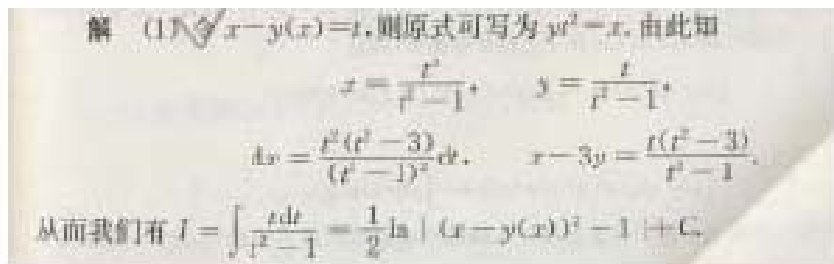 解 (1) 令 x-y(x)=t, 则原式可写为 yt²=x. 由此知
x=t³/(t²-1), y=t/(t²-1),
dx=t²(t²-3)/(t²-1)² dt, x-3y=t(t²-3)/(t²-1).
从而我们有 I=∫tdt/(t²-1)=1/2 ln|(x-y(x))²-1|+C.